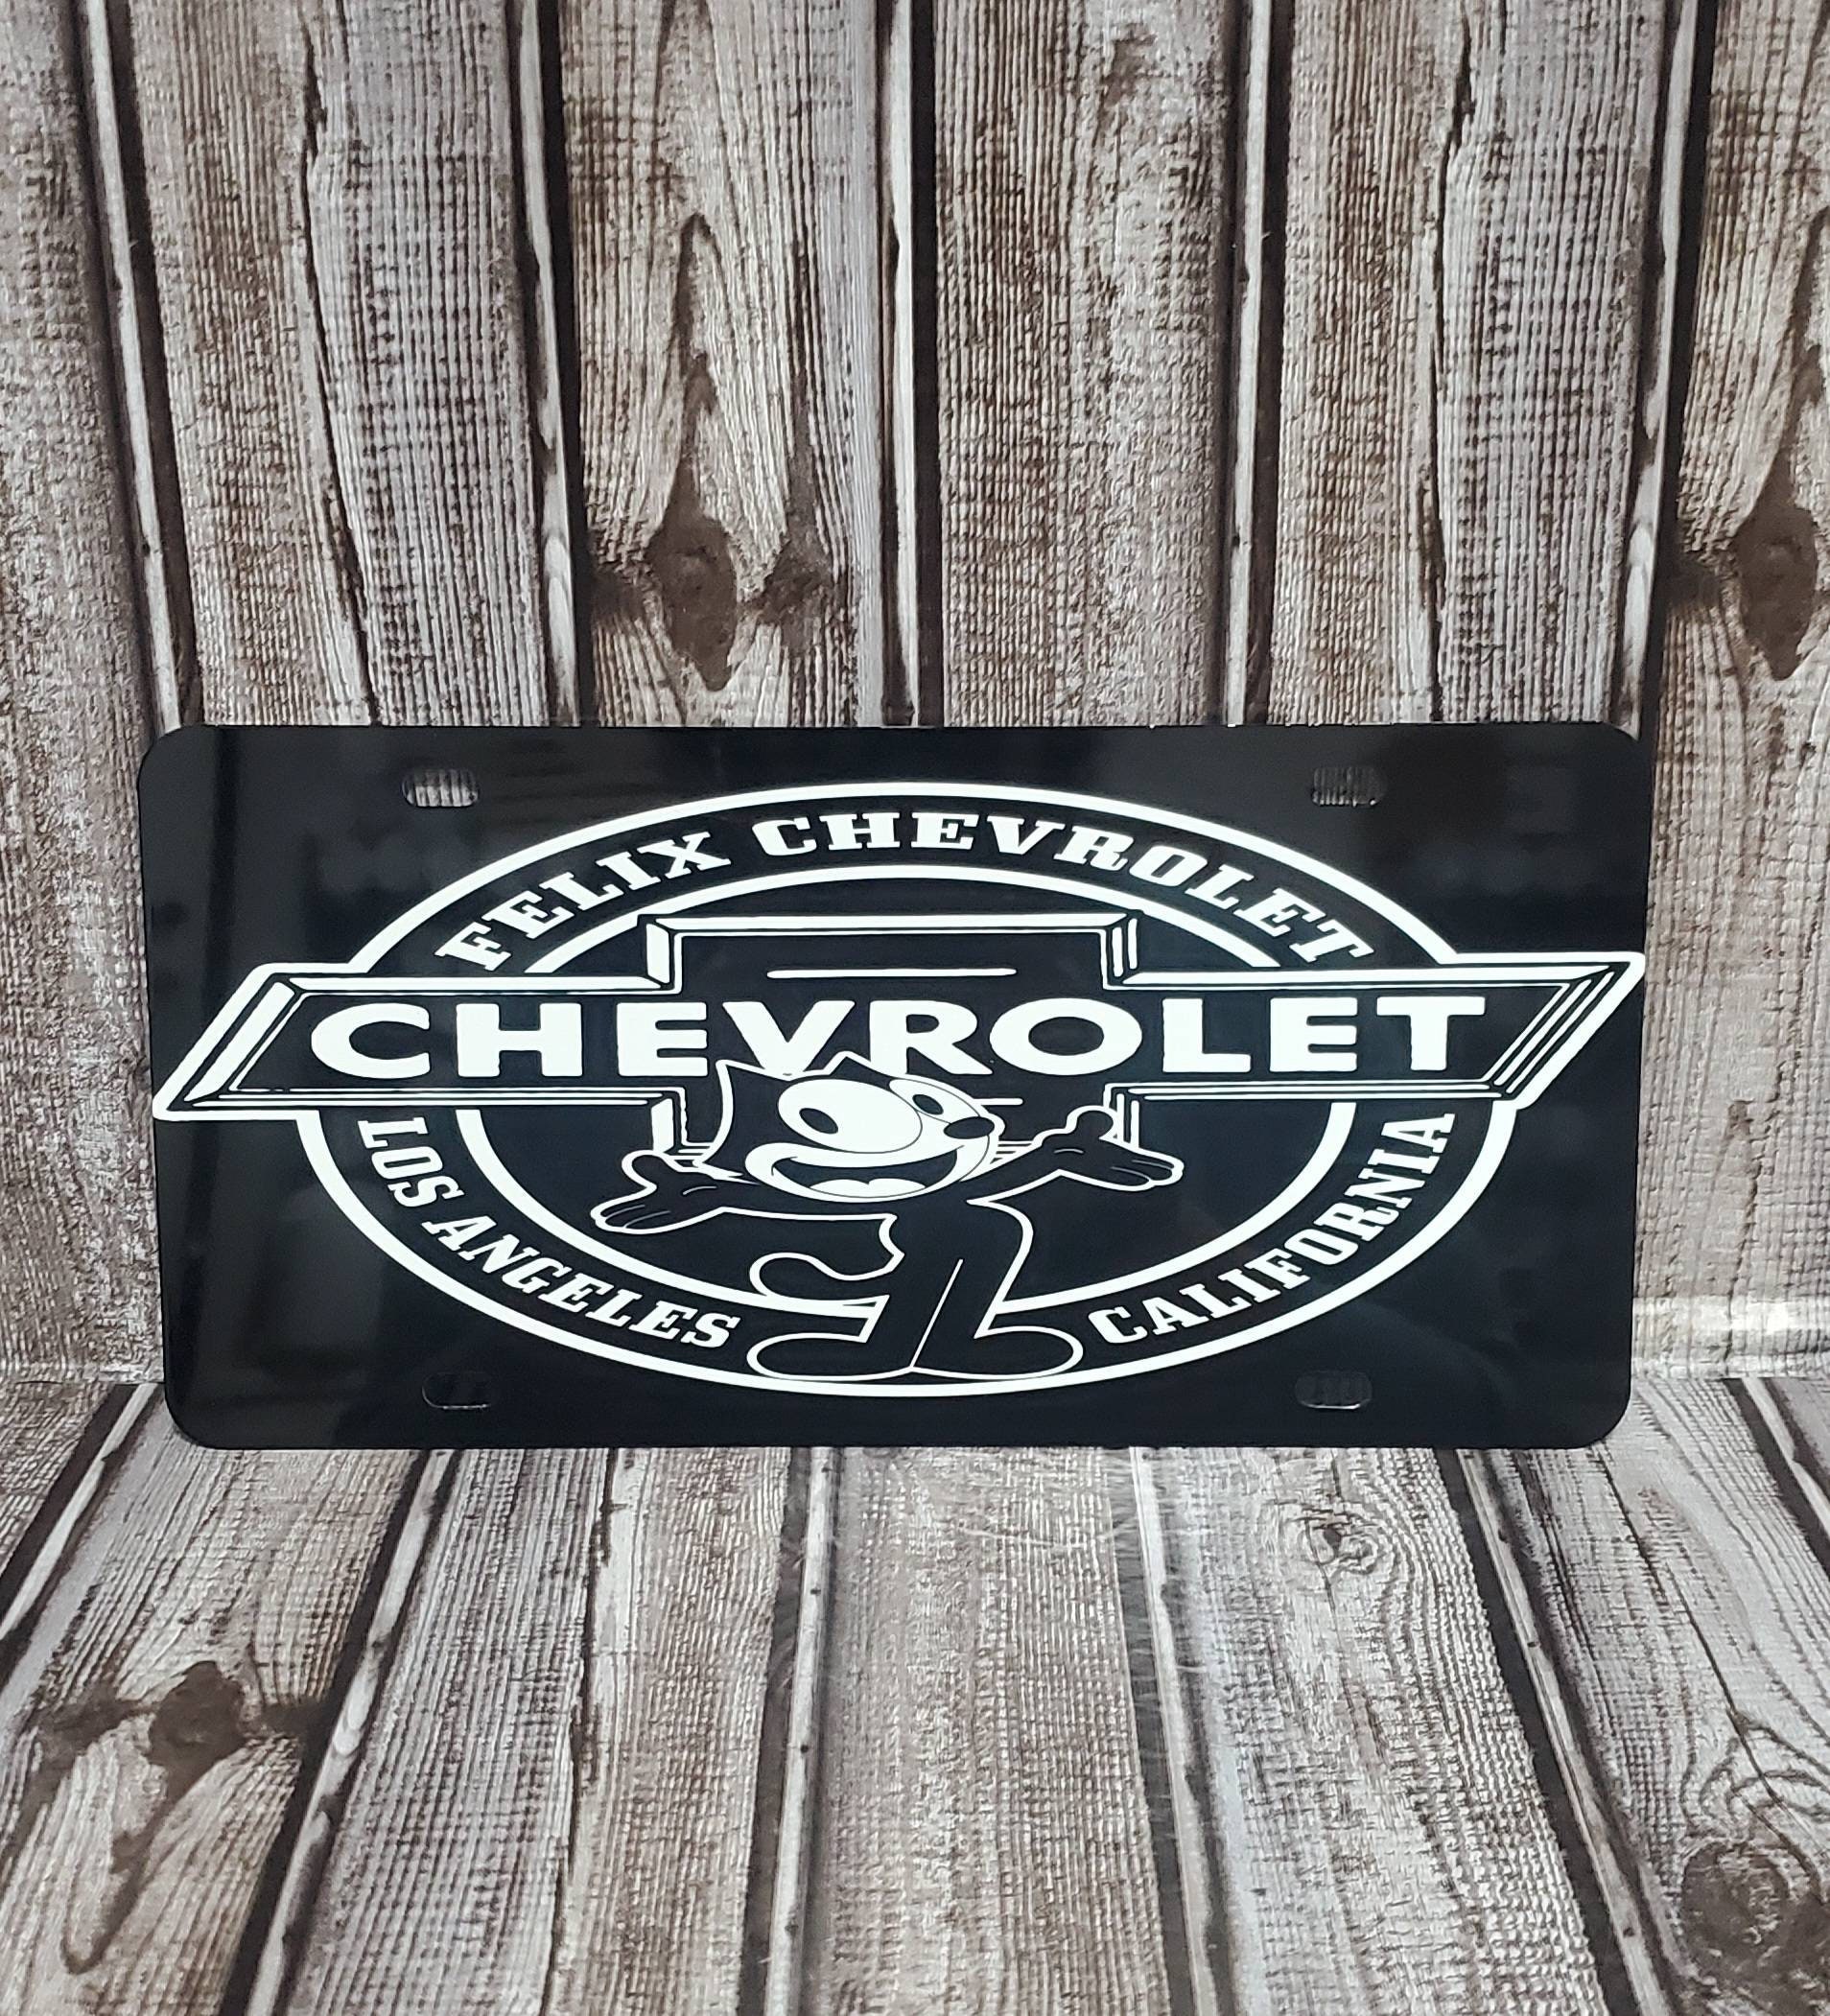 FELIX CHEVROLET
CHEVROLET
LOS ANGELES
CALIFORNIA